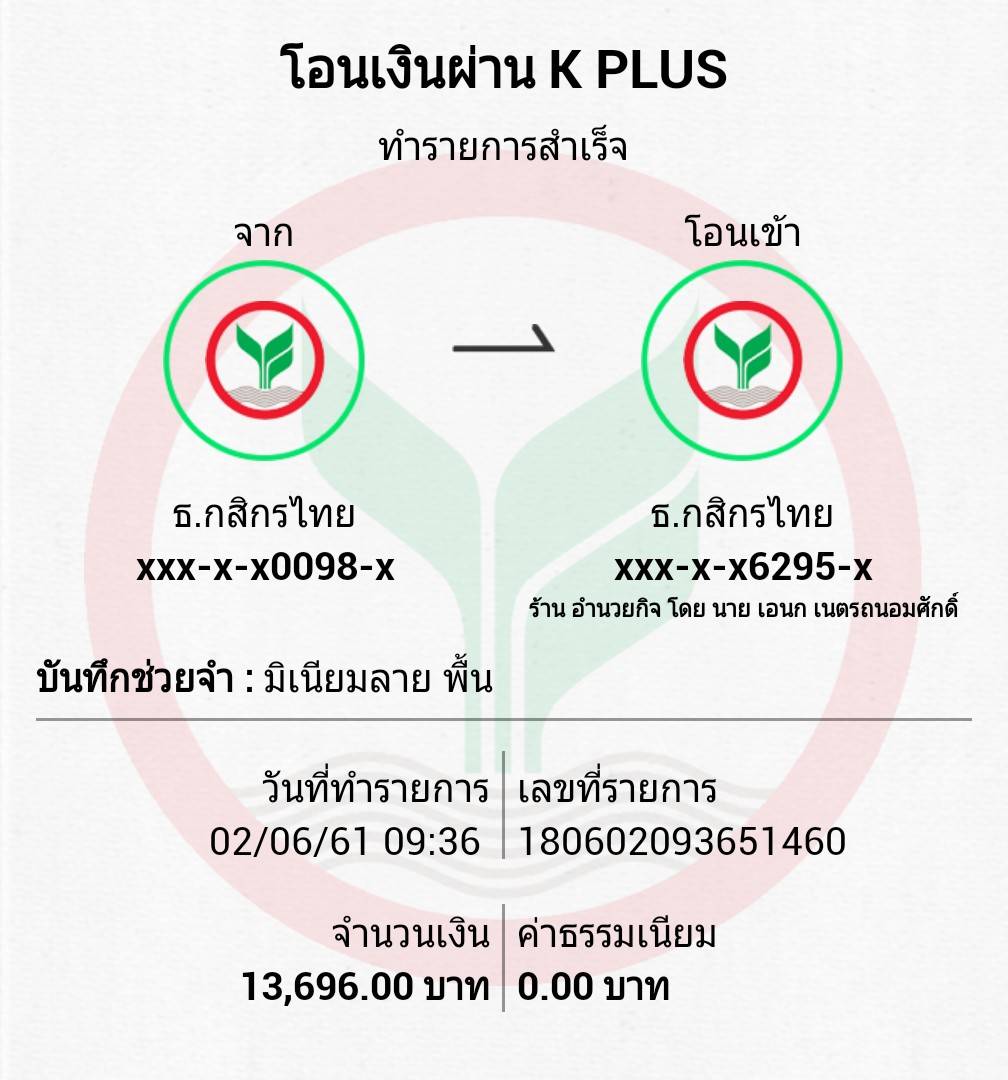 โอนเงินผ่าน K PLUS
ทำรายการสำเร็จ
จาก
โอนเข้า
ธ.กสิกรไทย
xxx-x-x0098-x
ธ.กสิกรไทย
xxx-x-x6295-x
ร้าน อำนวยกิจ โดย นาย เอนก เนตรถนอมศักดิ์
บันทึกช่วยจำ : มิเนียมลาย พื้น
วันที่ทำรายการ
02/06/61 09:36
เลขที่รายการ
180602093651460
จำนวนเงิน
13,696.00 บาท
ค่าธรรมเนียม
0.00 บาท